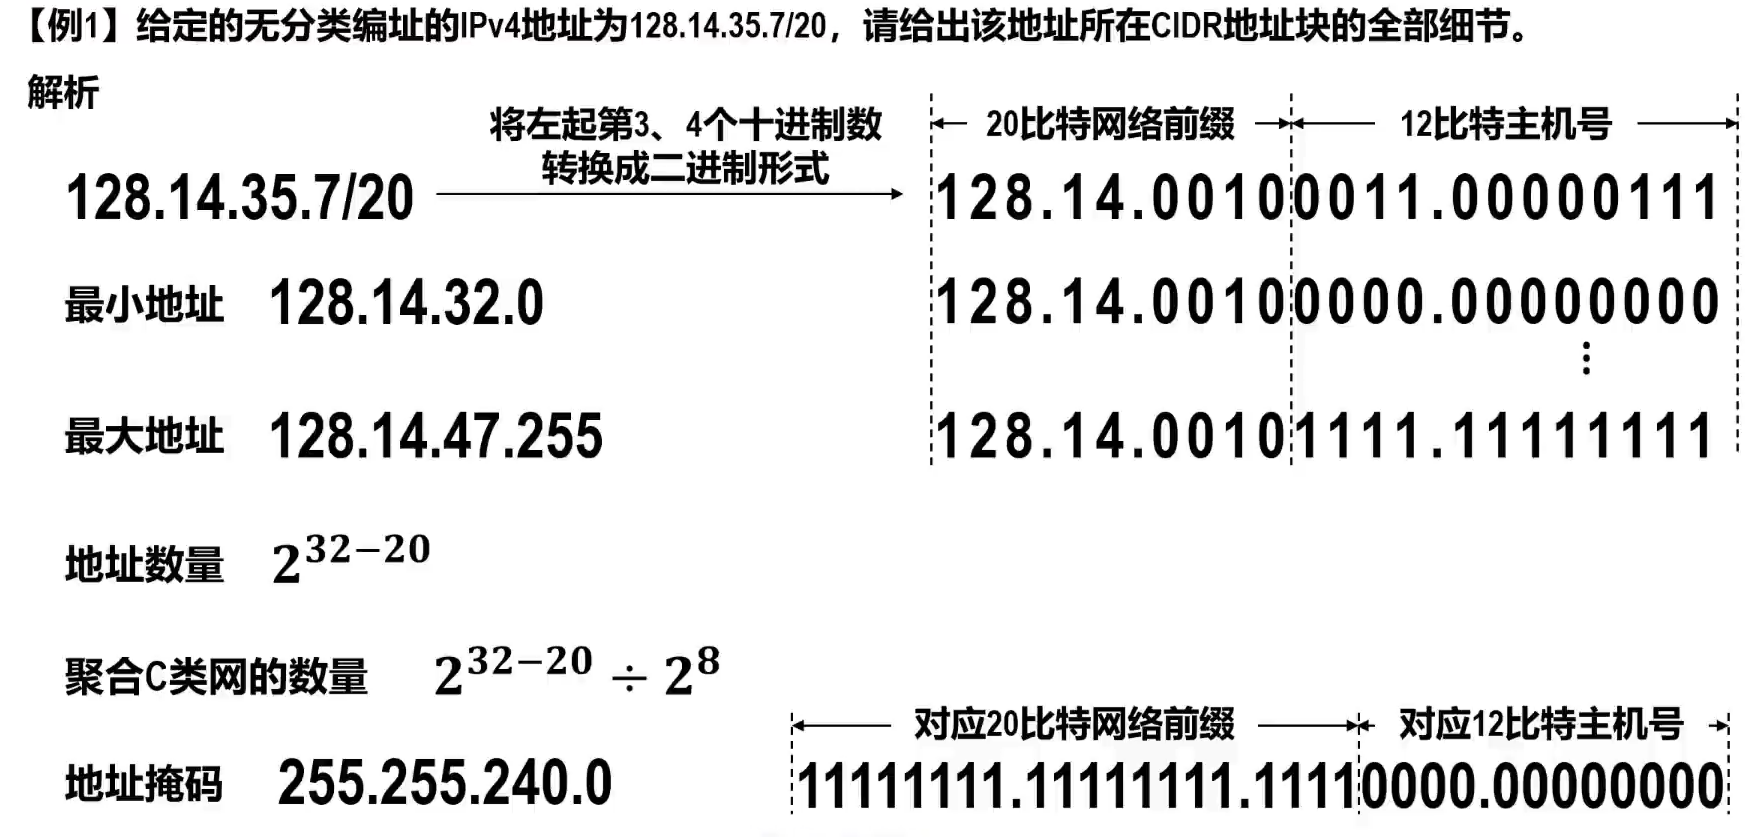 【例1】给定的无分类编址的IPv4地址为128.14.35.7/20，请给出该地址所在CIDR地址块的全部细节。
解析
将左起第3、4个十进制数
转换成二进制形式
20比特网络前缀 12比特主机号
128.14.35.7/20 128.14.00100011.00000111
最小地址 128.14.32.0 128.14.00100000.00000000
⋮
最大地址 128.14.47.255 128.14.00101111.11111111
地址数量 2^{32−20}
聚合C类网的数量 2^{32−20} ÷ 2^8
对应20比特网络前缀 对应12比特主机号
地址掩码 255.255.240.0 11111111.11111111.11110000.00000000